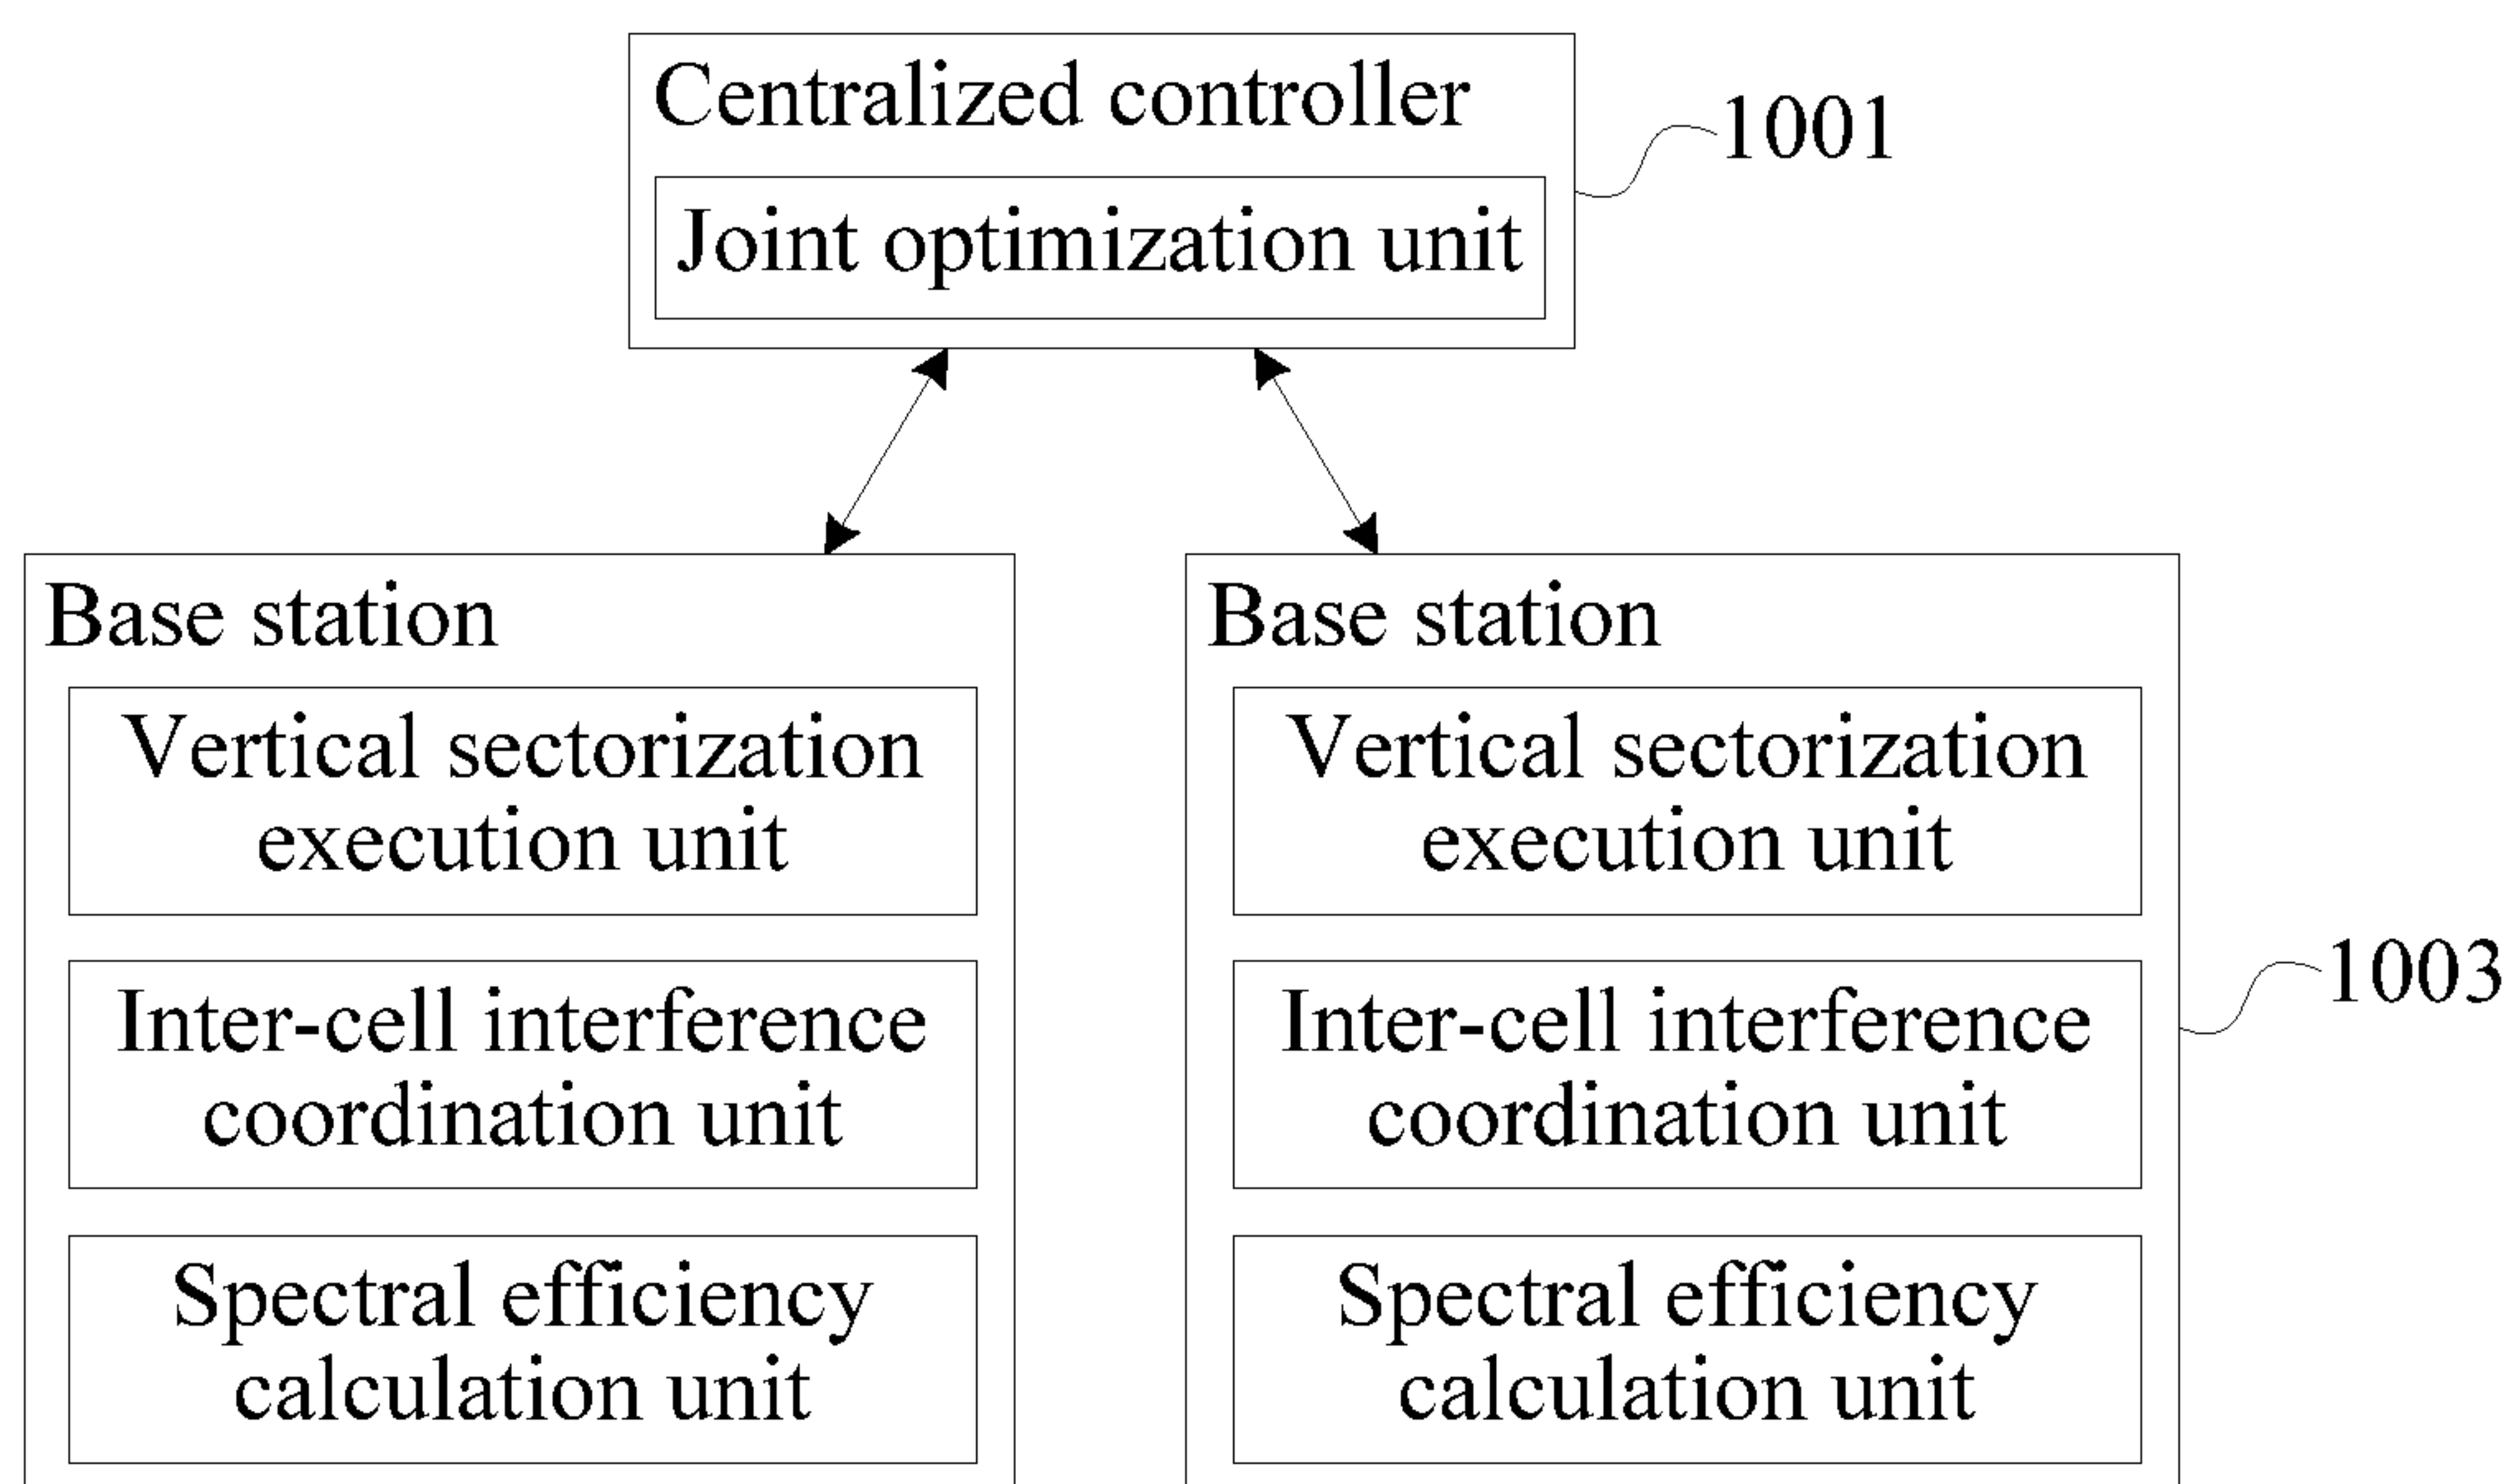 Centralized controller
1001
Joint optimization unit
Base station
Vertical sectorization
execution unit
Inter-cell interference
coordination unit
Spectral efficiency
calculation unit
Base station
Vertical sectorization
execution unit
Inter-cell interference
coordination unit
Spectral efficiency
calculation unit
1003